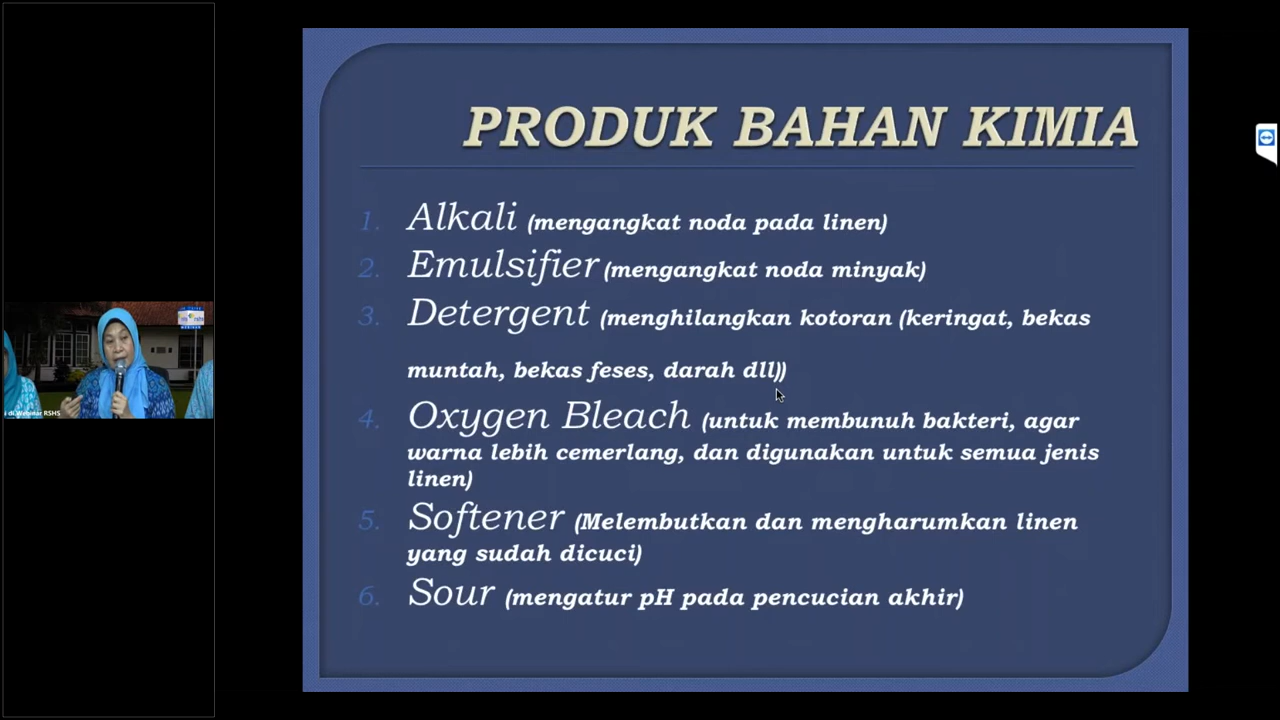 PRODUK BAHAN KIMIA
1. Alkali (mengangkat noda pada linen)
2. Emulsifier (mengangkat noda minyak)
3. Detergent (menghilangkan kotoran (keringat, bekas
muntah, bekas feses, darah dll))
4. Oxygen Bleach (untuk membunuh bakteri, agar
warna lebih cemerlang, dan digunakan untuk semua jenis
linen)
5. Softener (Melembutkan dan mengharumkan linen
yang sudah dicuci)
6. Sour (mengatur pH pada pencucian akhir)
i di Webinar RSHS